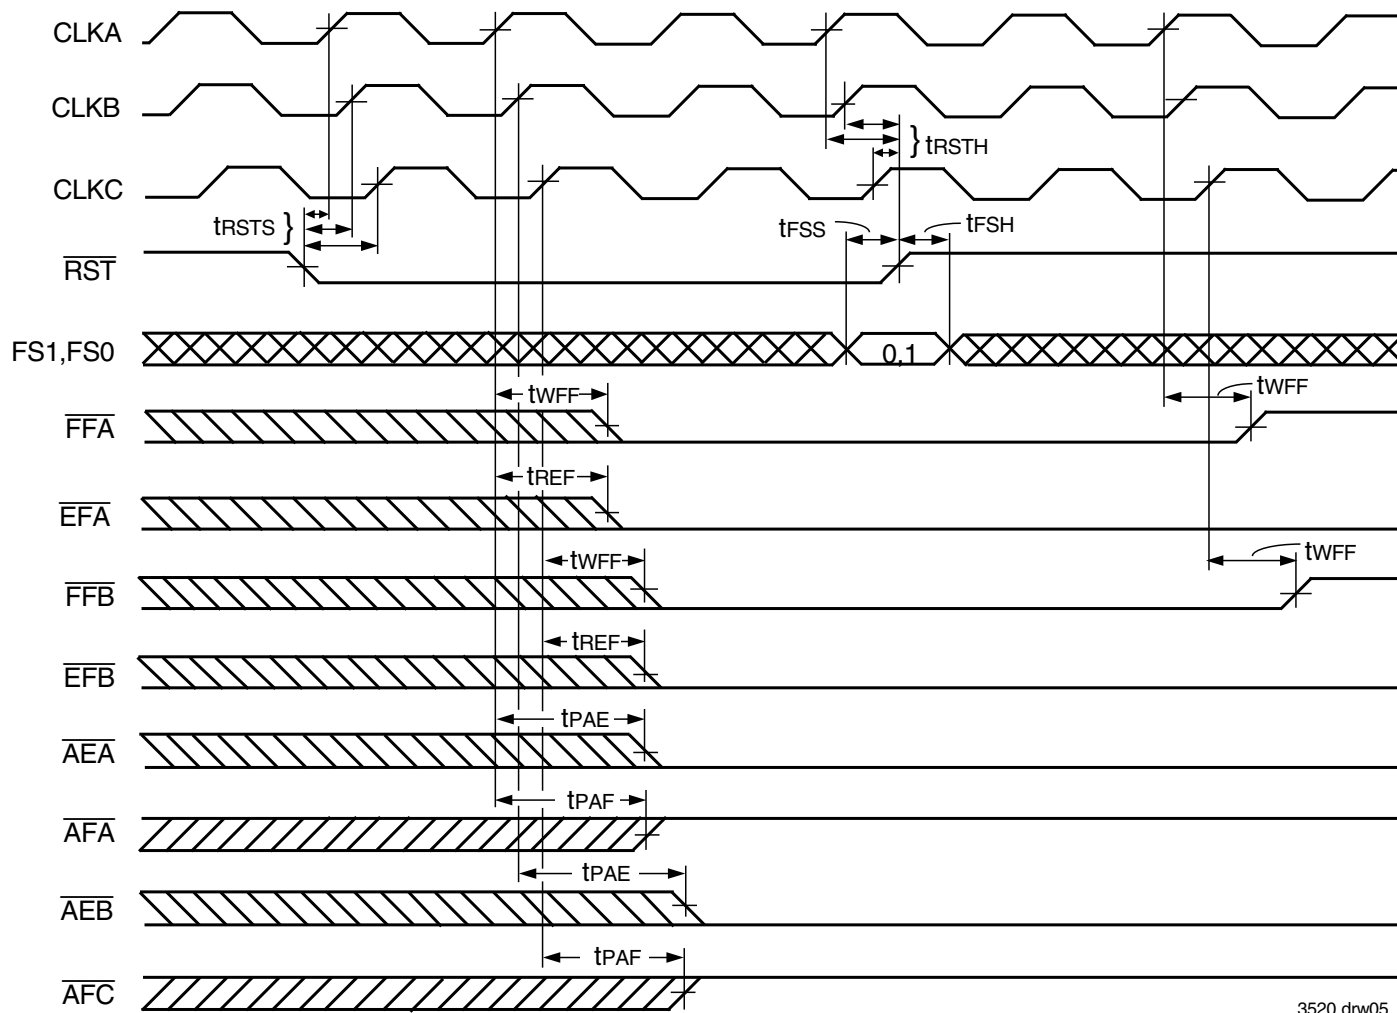 CLKA
CLKB
} tRSTH
CLKC
tRSTS }
tFSS
tFSH
RST
FS1,FS0
0,1
tWFF
tWFF
FFA
tREF
EFA
tWFF
tWFF
FFB
tREF
EFB
tPAE
AEA
tPAF
AFA
tPAE
AEB
tPAF
AFC
3520 drw05